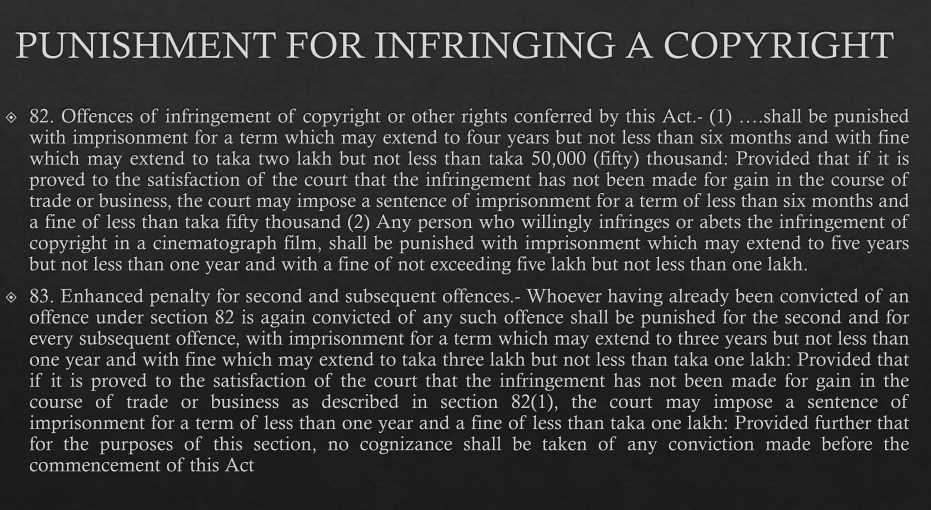 PUNISHMENT FOR INFRINGING A COPYRIGHT
82. Offences of infringement of copyright or other rights conferred by this Act.- (1) ….shall be punished
with imprisonment for a term which may extend to four years but not less than six months and with fine
which may extend to taka two lakh but not less than taka 50,000 (fifty) thousand: Provided that if it is
proved to the satisfaction of the court that the infringement has not been made for gain in the course of
trade or business, the court may impose a sentence of imprisonment for a term of less than six months and
a fine of less than taka fifty thousand (2) Any person who willingly infringes or abets the infringement of
copyright in a cinematograph film, shall be punished with imprisonment which may extend to five years
but not less than one year and with a fine of not exceeding five lakh but not less than one lakh.
83. Enhanced penalty for second and subsequent offences.- Whoever having already been convicted of an
offence under section 82 is again convicted of any such offence shall be punished for the second and for
every subsequent offence, with imprisonment for a term which may extend to three years but not less than
one year and with fine which may extend to taka three lakh but not less than taka one lakh: Provided that
if it is proved to the satisfaction of the court that the infringement has not been made for gain in the
course of trade or business as described in section 82(1), the court may impose a sentence of
imprisonment for a term of less than one year and a fine of less than taka one lakh: Provided further that
for the purposes of this section, no cognizance shall be taken of any conviction made before the
commencement of this Act